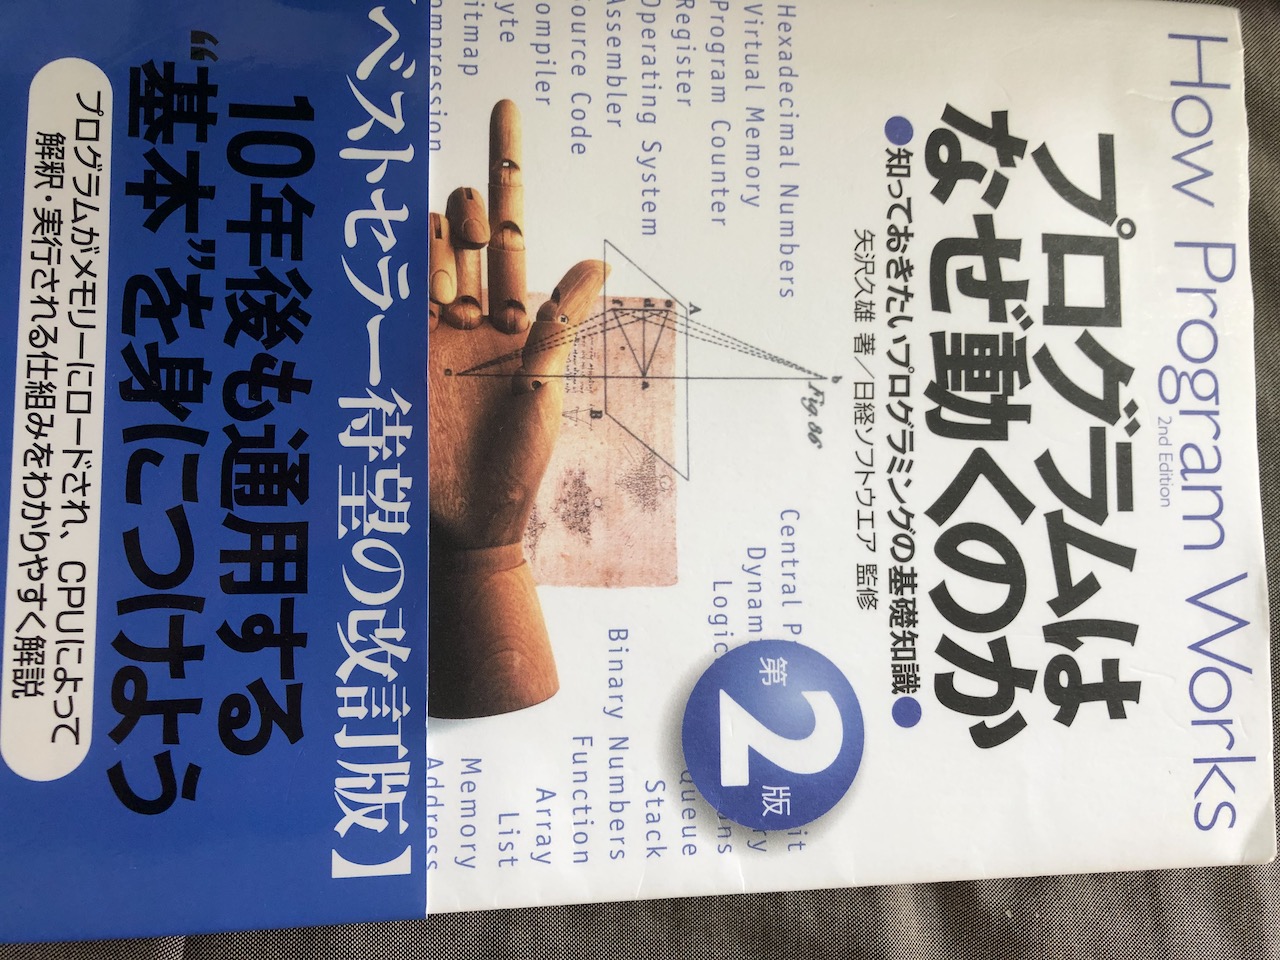 How Program Works
2nd Edition
プログラムは
なぜ動くのか
●知っておきたいプログラミングの基礎知識●
矢沢久雄 著／日経ソフトウエア 監修
第2版
Hexadecimal Numbers
Virtual Memory
Program Counter
Register
Operating System
Assembler
Source Code
Compiler
Central
Binary Numbers
Function
Stack
Array
List
Memory
Address
Fig. 86
A
B
ベストセラー待望の改訂版】
10年後も通用する
“基本”を身につけよう
プログラムがメモリーにロードされ、CPUによって
解釈・実行される仕組みをわかりやすく解説